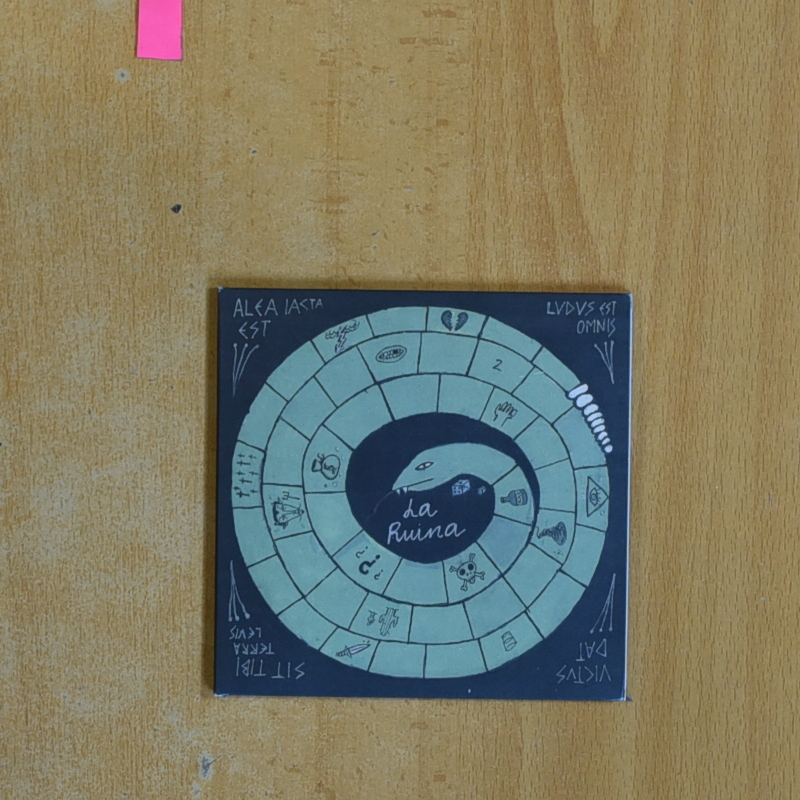 ALEA IACTA
EST
LVDVS EST
OMNIS
2
La
Ruina
SIT TIBI
TERRA
LEVIS
VICTVS
DAT